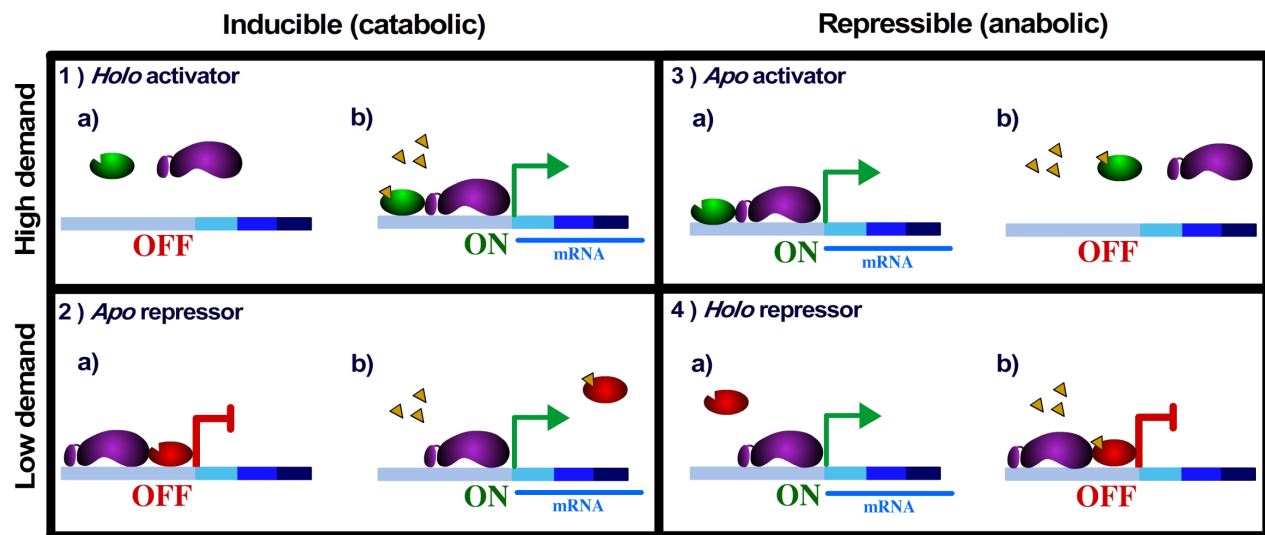 Inducible (catabolic)
Repressible (anabolic)
High demand
1 ) Holo activator
a)
b)
OFF
ON
mRNA
3 ) Apo activator
a)
b)
ON
mRNA
OFF
Low demand
2 ) Apo repressor
a)
b)
OFF
ON
mRNA
4 ) Holo repressor
a)
b)
ON
mRNA
OFF